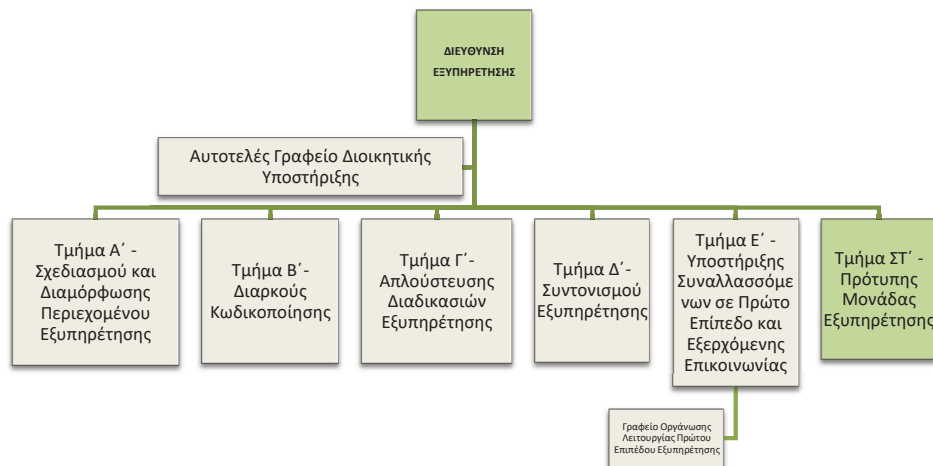 ΔΙΕΥΘΥΝΣΗ
ΕΞΥΠΗΡΕΤΗΣΗΣ
Αυτοτελές Γραφείο Διοικητικής
Υποστήριξης
Τμήμα Α΄ -
Σχεδιασμού και
Διαμόρφωσης
Περιεχομένου
Εξυπηρέτησης
Τμήμα Β΄-
Διαρκούς
Κωδικοποίησης
Τμήμα Γ΄-
Απλούστευσης
Διαδικασιών
Εξυπηρέτησης
Τμήμα Δ΄-
Συντονισμού
Εξυπηρέτησης
Τμήμα Ε΄ -
Υποστήριξης
Συναλλασσόμε
νων σε Πρώτο
Επίπεδο και
Εξερχόμενης
Επικοινωνίας
Τμήμα ΣΤ΄ -
Πρότυπης
Μονάδας
Εξυπηρέτησης
Γραφείο Οργάνωσης
Λειτουργίας Πρώτου
Επιπέδου Εξυπηρέτησης